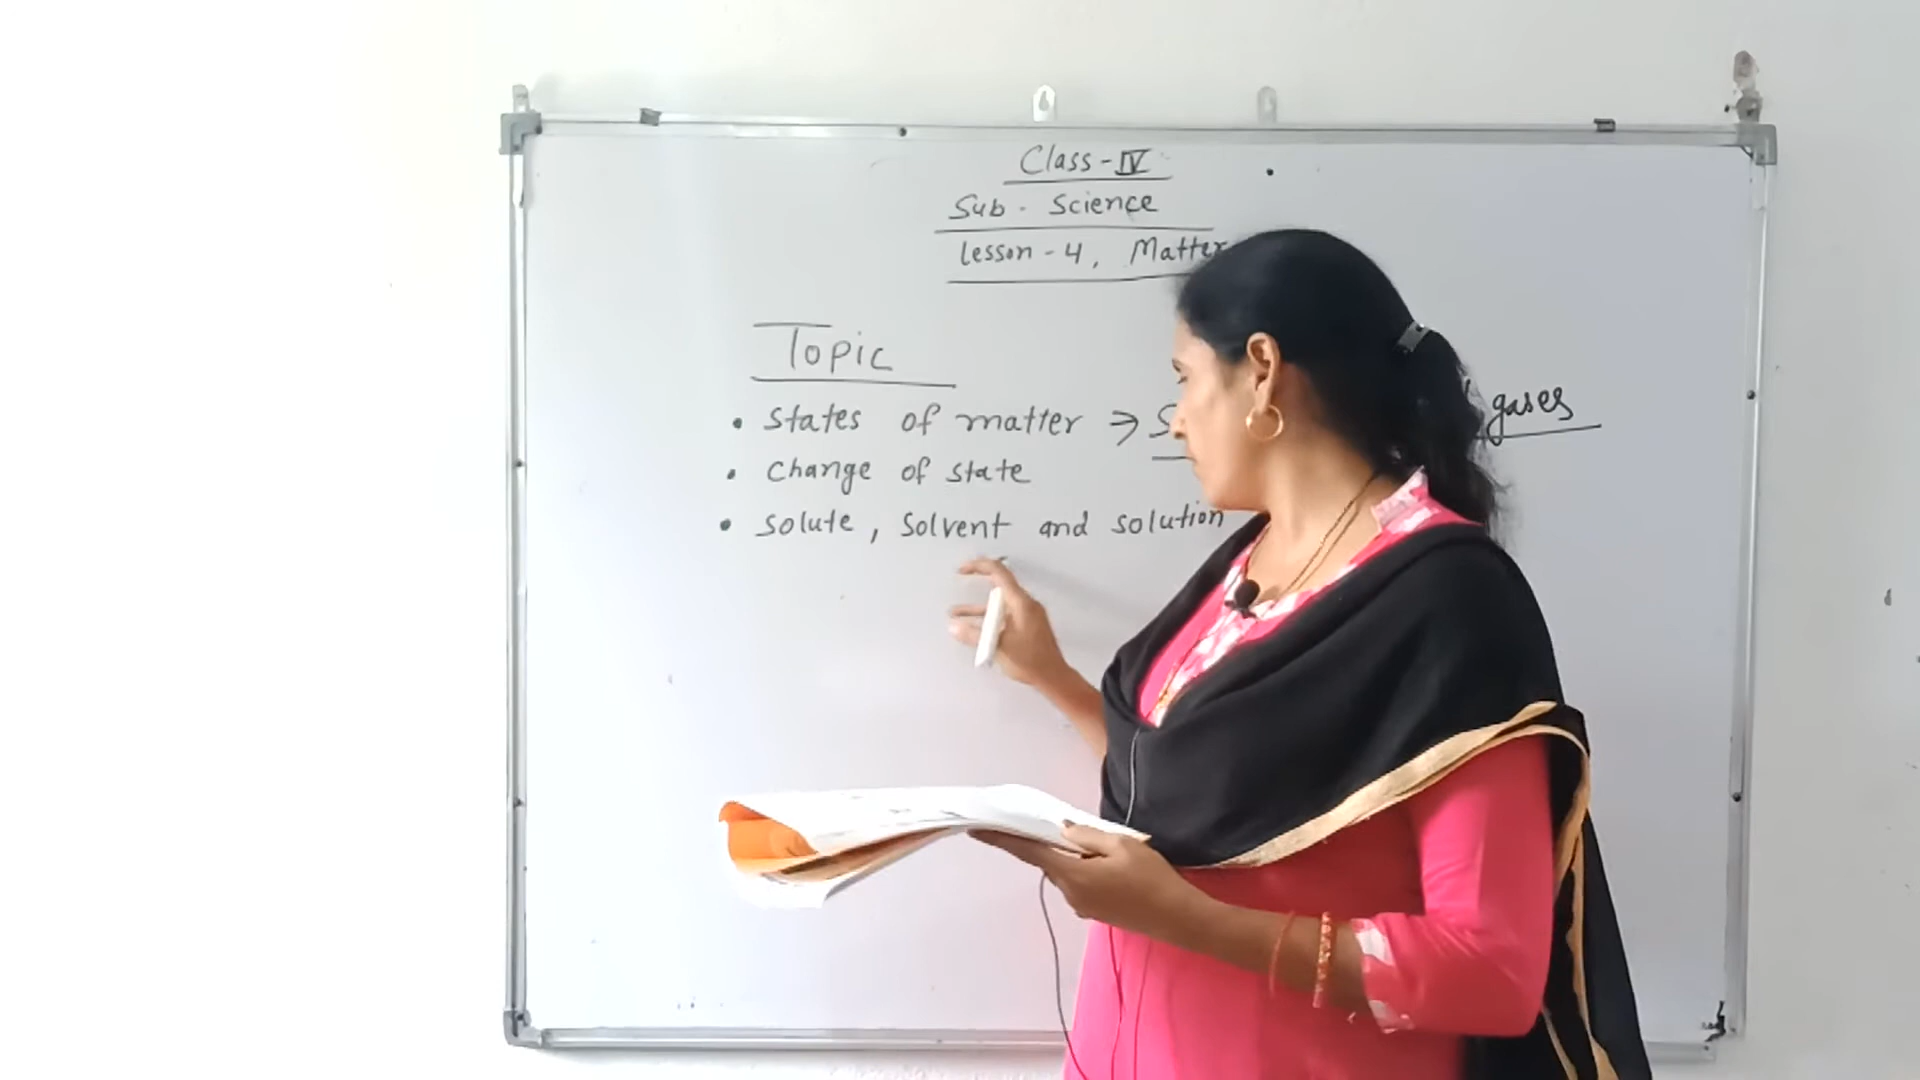 Class-IV
Sub - Science
Lesson - 4, Matter
Topic
• States of matter → gases
• Change of state
• Solute, Solvent and solution